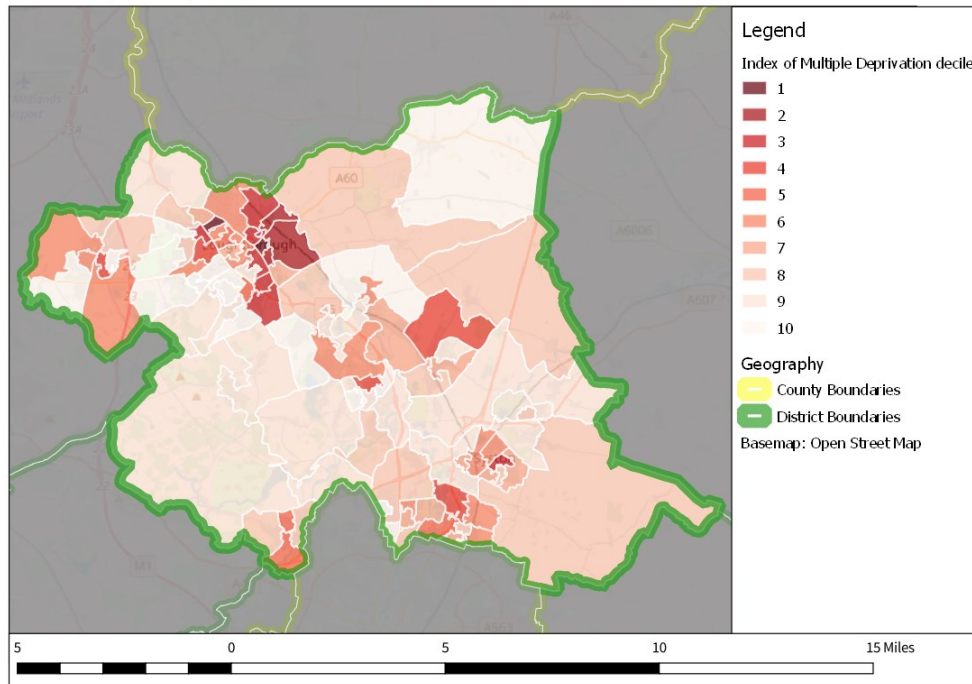 A46
A60
A6006
A607
23
M1
A563
Legend
Index of Multiple Deprivation decile
1
2
3
4
5
6
7
8
9
10
Geography
County Boundaries
District Boundaries
Basemap: Open Street Map
5 0 5 10 15 Miles